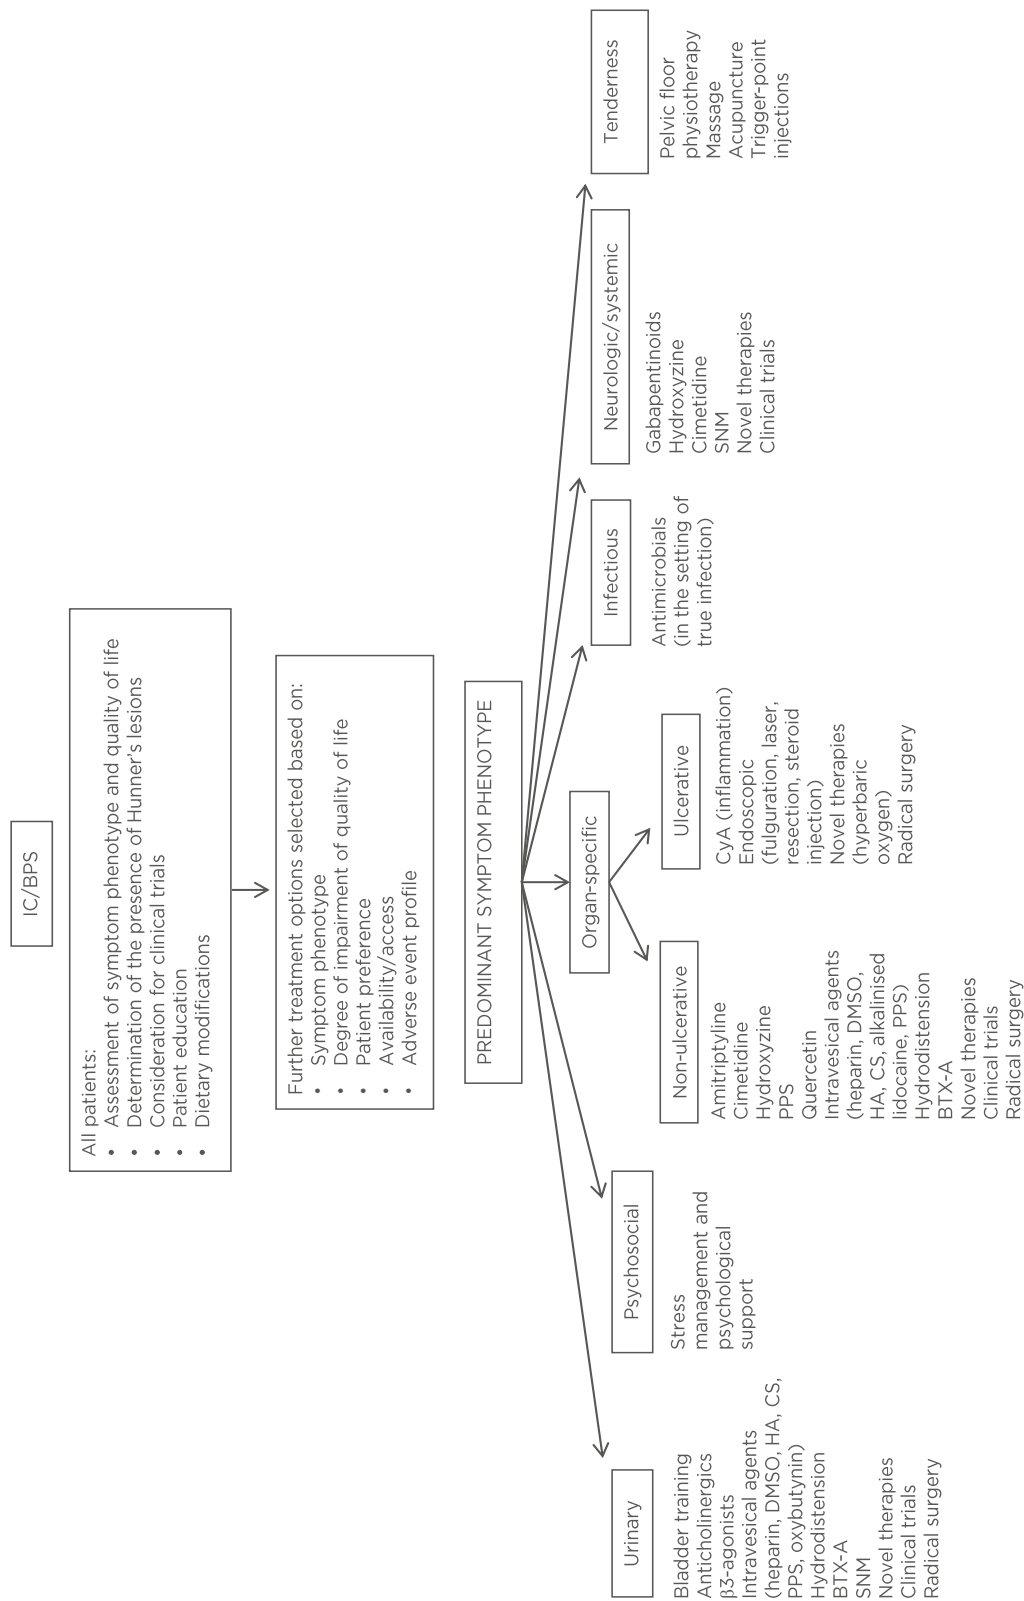 IC/BPS
All patients:
• Assessment of symptom phenotype and quality of life
• Determination of the presence of Hunner's lesions
• Consideration for clinical trials
• Patient education
• Dietary modifications
Further treatment options selected based on:
• Symptom phenotype
• Degree of impairment of quality of life
• Patient preference
• Availability/access
• Adverse event profile
PREDOMINANT SYMPTOM PHENOTYPE
Urinary
Bladder training
Anticholinergics
β3-agonists
Intravesical agents
(heparin, DMSO, HA, CS,
PPS, oxybutynin)
Hydrodistension
BTX-A
SNM
Novel therapies
Clinical trials
Radical surgery
Psychosocial
Stress
management and
psychological
support
Organ-specific
Non-ulcerative
Amitriptyline
Cimetidine
Hydroxyzine
PPS
Quercetin
Intravesical agents
(heparin, DMSO,
HA, CS, alkalinised
lidocaine, PPS)
Hydrodistension
BTX-A
Novel therapies
Clinical trials
Radical surgery
Ulcerative
CyA (inflammation)
Endoscopic
(fulguration, laser,
resection, steroid
injection)
Novel therapies
(hyperbaric
oxygen)
Radical surgery
Infectious
Antimicrobials
(in the setting of
true infection)
Neurologic/systemic
Gabapentinoids
Hydroxyzine
Cimetidine
SNM
Novel therapies
Clinical trials
Tenderness
Pelvic floor
physiotherapy
Massage
Acupuncture
Trigger-point
injections